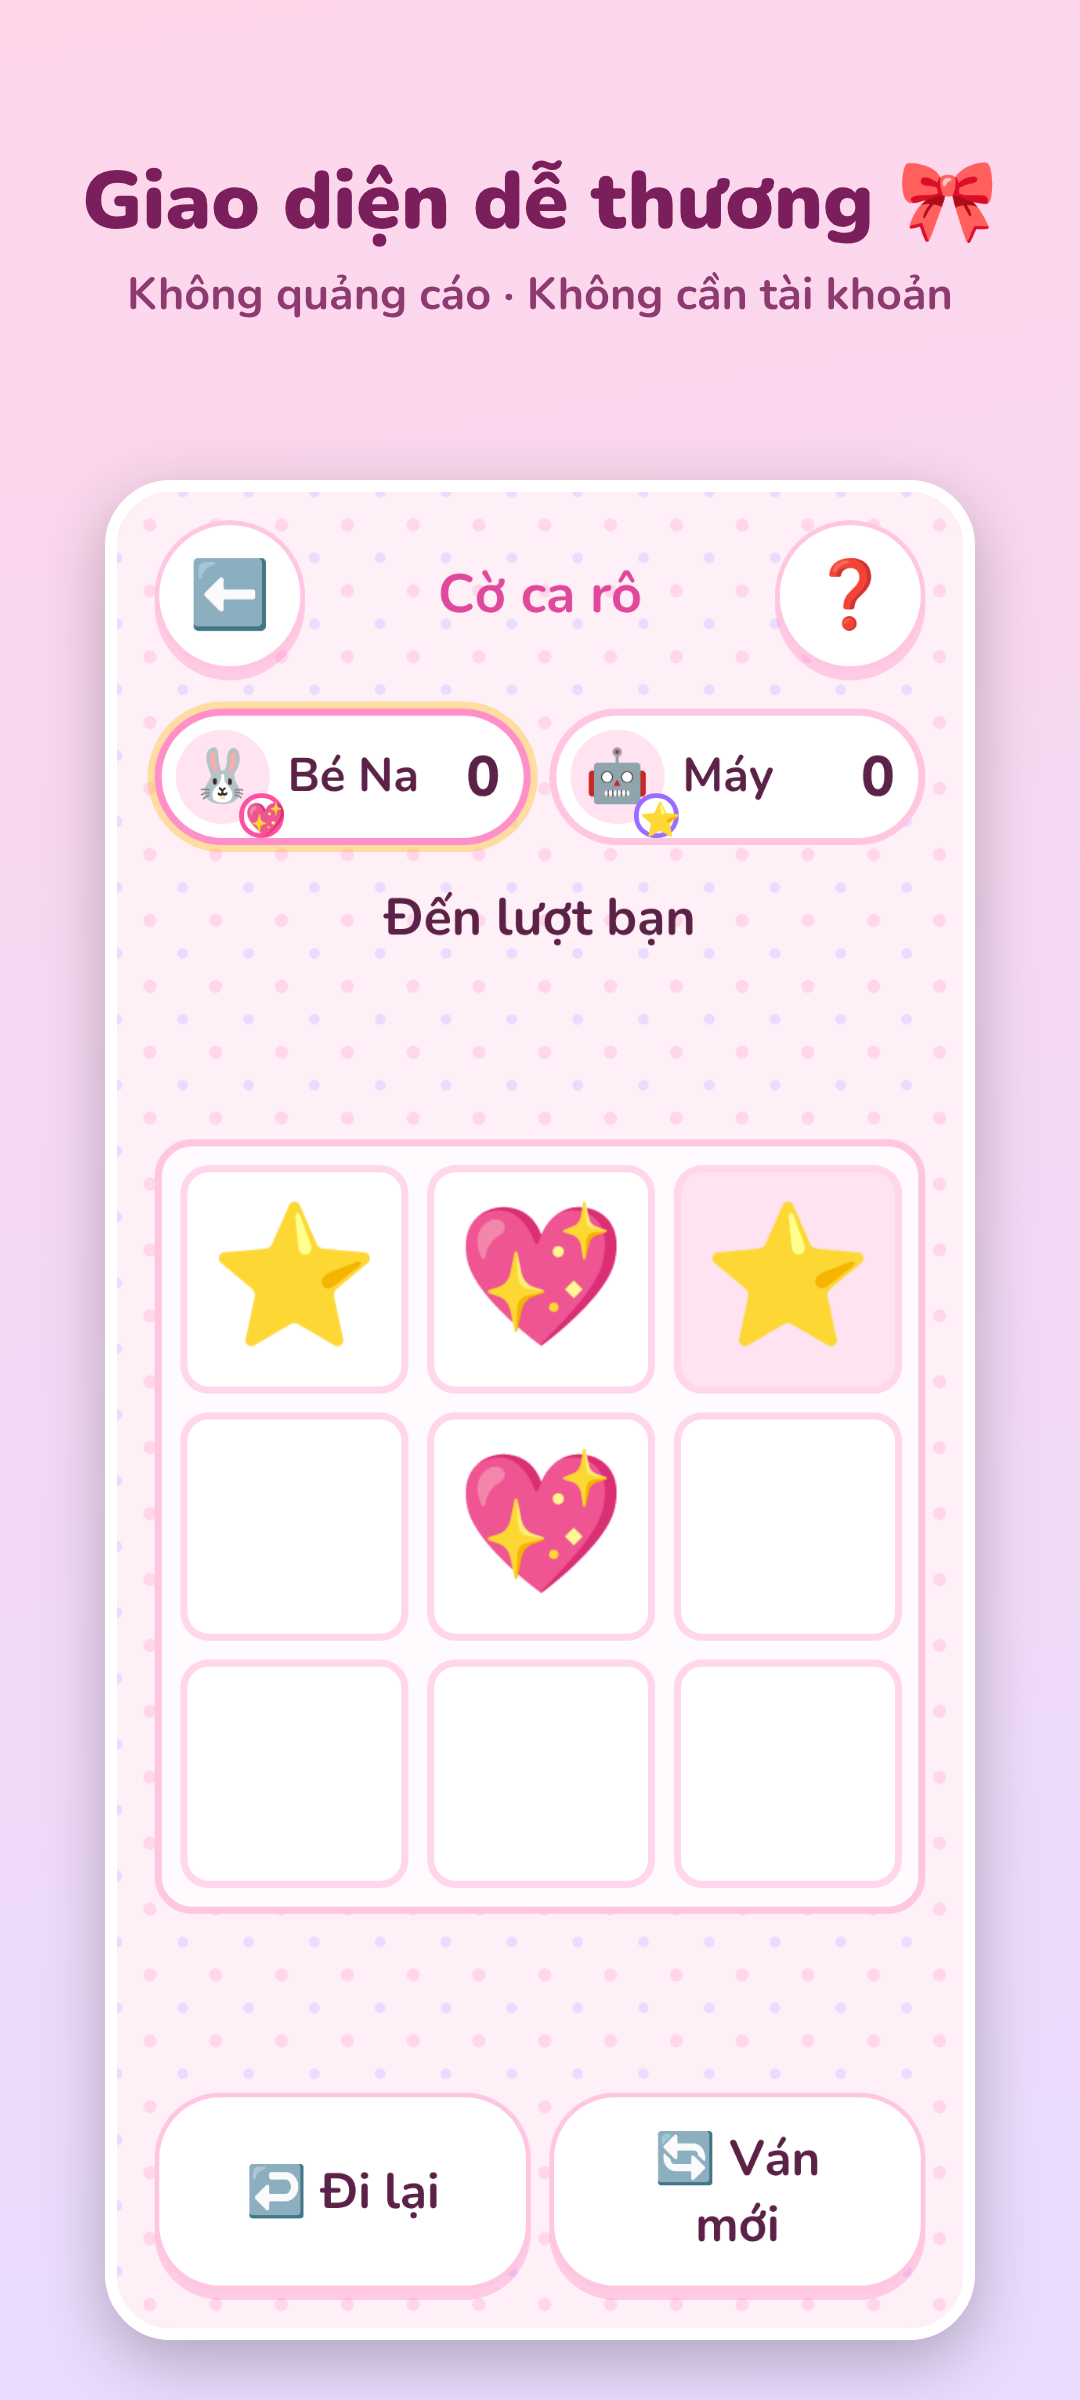 Giao diện dễ thương 🎀
Không quảng cáo · Không cần tài khoản
Cờ ca rô
Bé Na 0
Máy 0
Đến lượt bạn
Đi lại
Ván
mới